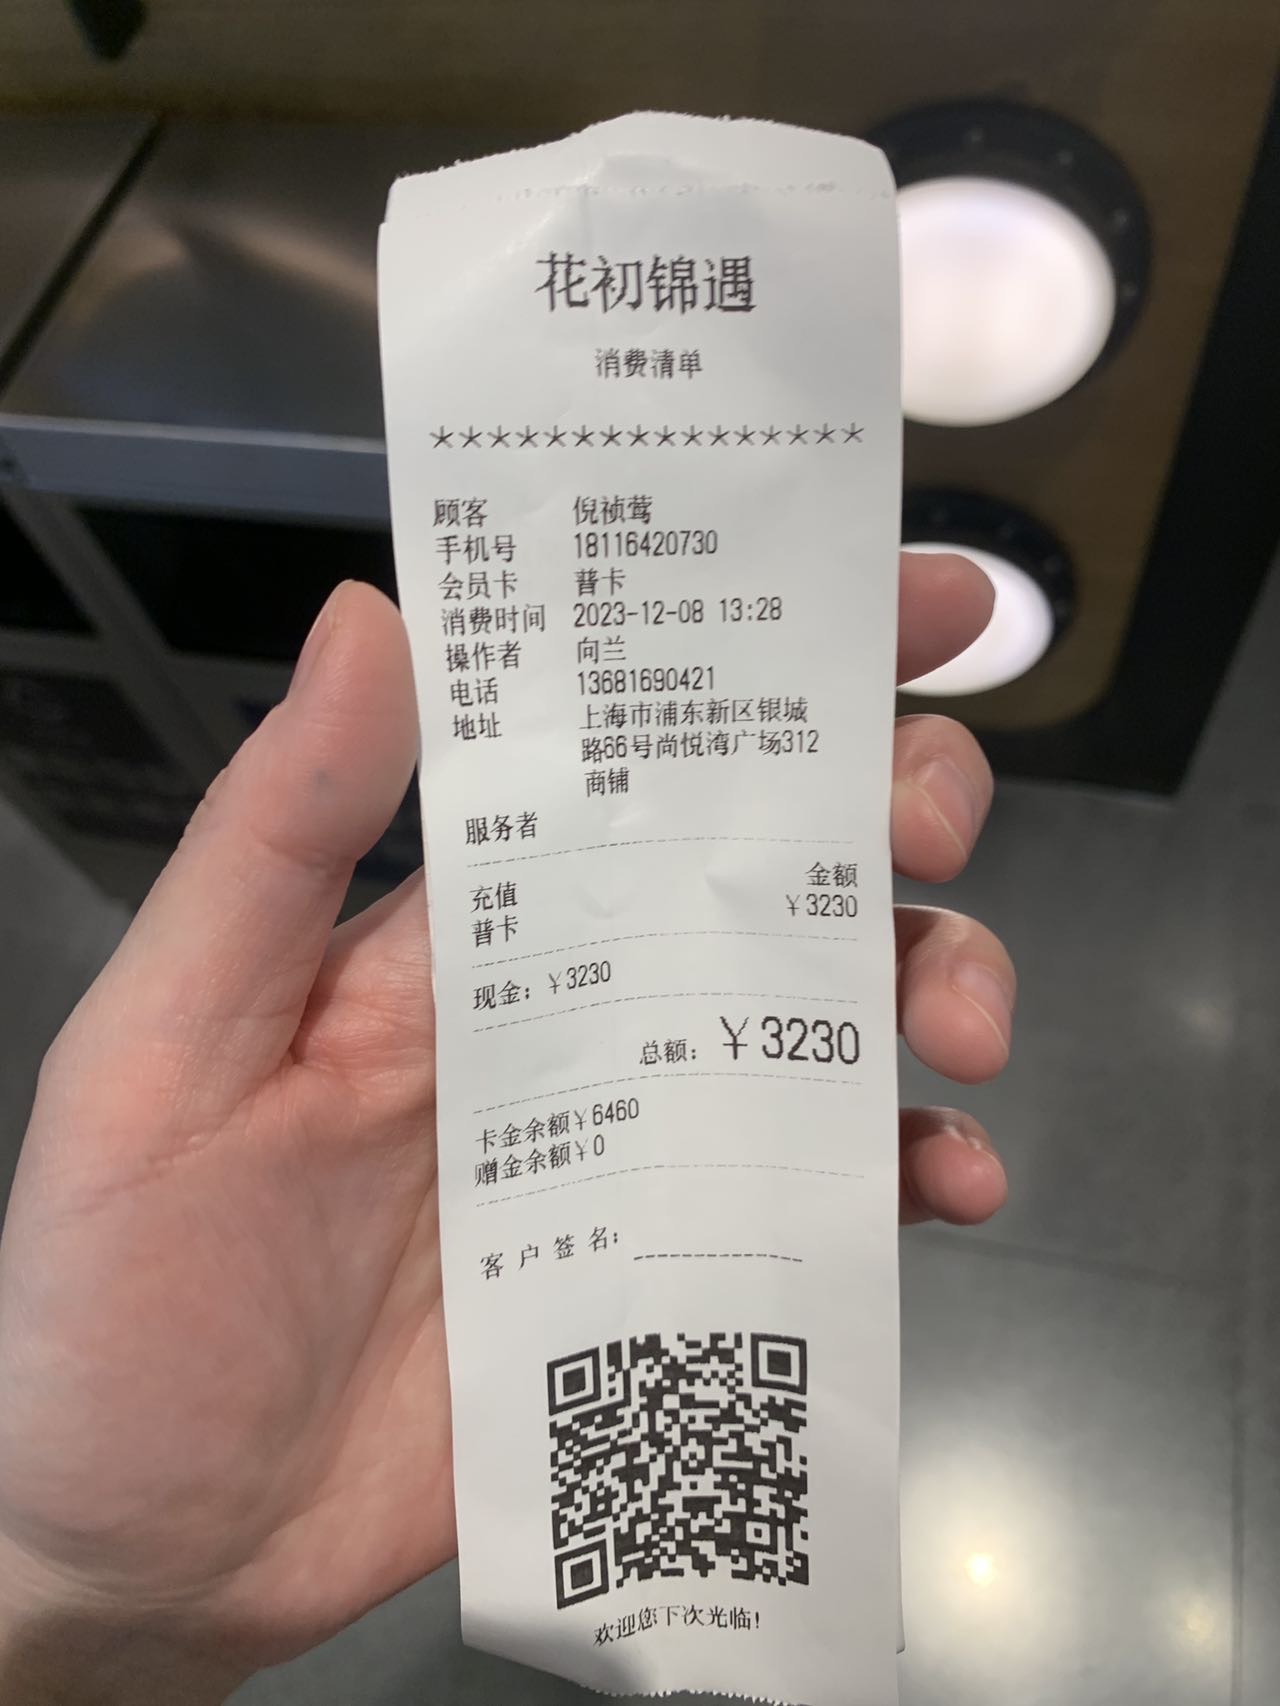 花初锦遇
消费清单
****************
顾客 倪祯莺
手机号 18116420730
会员卡 普卡
消费时间 2023-12-08 13:28
操作者 向兰
电话 13681690421
地址 上海市浦东新区银城
路66号尚悦湾广场312
商铺
服务者
充值 金额
普卡 ￥3230
现金：￥3230
总额：￥3230
卡金余额￥6460
赠金余额￥0
客 户 签 名：
欢迎您下次光临!